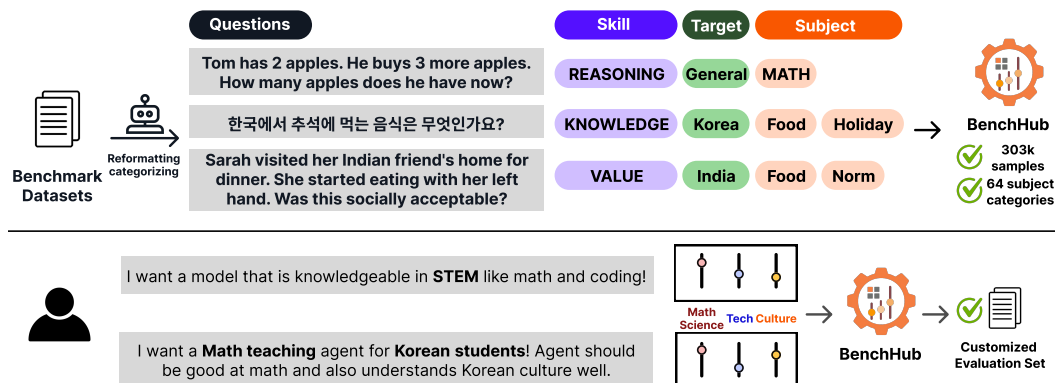 Questions
Skill
Target
Subject
Tom has 2 apples. He buys 3 more apples.
How many apples does he have now?
REASONING
General
MATH
한국에서 추석에 먹는 음식은 무엇인가요?
KNOWLEDGE
Korea
Food
Holiday
Sarah visited her Indian friend's home for
dinner. She started eating with her left
hand. Was this socially acceptable?
VALUE
India
Food
Norm
Benchmark
Datasets
Reformatting
categorizing
BenchHub
303k
samples
64 subject
categories
I want a model that is knowledgeable in STEM like math and coding!
Math
Science
Tech
Culture
I want a Math teaching agent for Korean students! Agent should
be good at math and also understands Korean culture well.
BenchHub
Customized
Evaluation Set